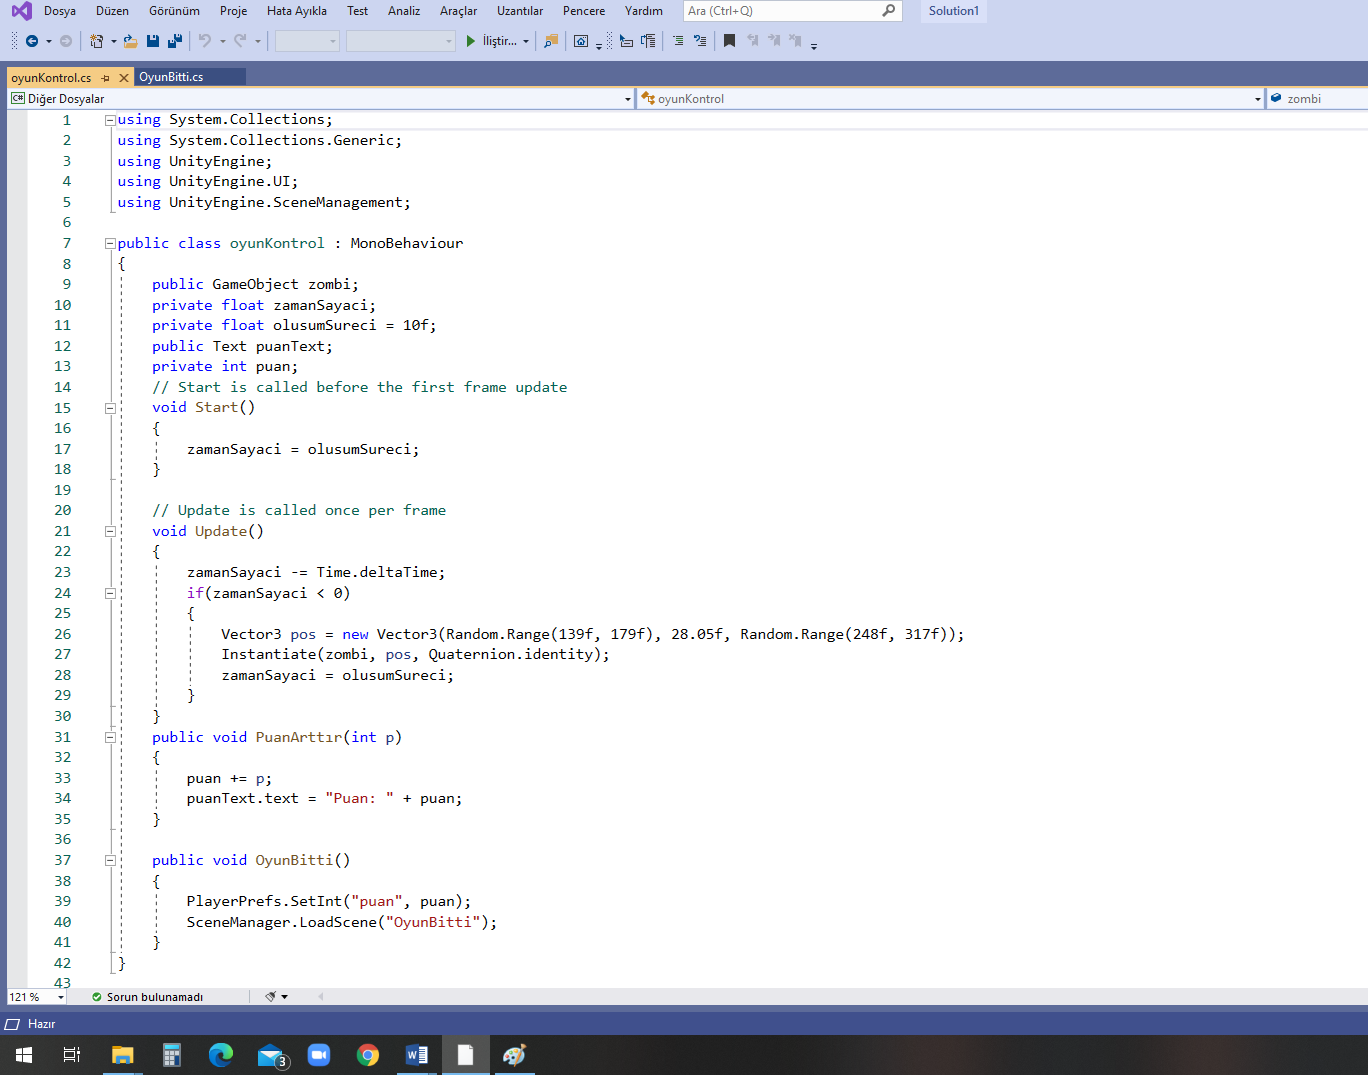 Dosya Düzen Görünüm Proje Hata Ayıkla Test Analiz Araçlar Uzantılar Pencere Yardım Ara (Ctrl+Q) Solution1
İliştir...
oyunKontrol.cs OyunBitti.cs
C# Diğer Dosyalar oyunKontrol zombi
1 using System.Collections;
2 using System.Collections.Generic;
3 using UnityEngine;
4 using UnityEngine.UI;
5 using UnityEngine.SceneManagement;
6
7 public class oyunKontrol : MonoBehaviour
8 {
9 public GameObject zombi;
10 private float zamanSayaci;
11 private float olusumSureci = 10f;
12 public Text puanText;
13 private int puan;
14 // Start is called before the first frame update
15 void Start()
16 {
17 zamanSayaci = olusumSureci;
18 }
19
20 // Update is called once per frame
21 void Update()
22 {
23 zamanSayaci -= Time.deltaTime;
24 if(zamanSayaci < 0)
25 {
26 Vector3 pos = new Vector3(Random.Range(139f, 179f), 28.05f, Random.Range(248f, 317f));
27 Instantiate(zombi, pos, Quaternion.identity);
28 zamanSayaci = olusumSureci;
29 }
30 }
31 public void PuanArttır(int p)
32 {
33 puan += p;
34 puanText.text = "Puan: " + puan;
35 }
36
37 public void OyunBitti()
38 {
39 PlayerPrefs.SetInt("puan", puan);
40 SceneManager.LoadScene("OyunBitti");
41 }
42 }
43
121 % Sorun bulunamadı
Hazır
3